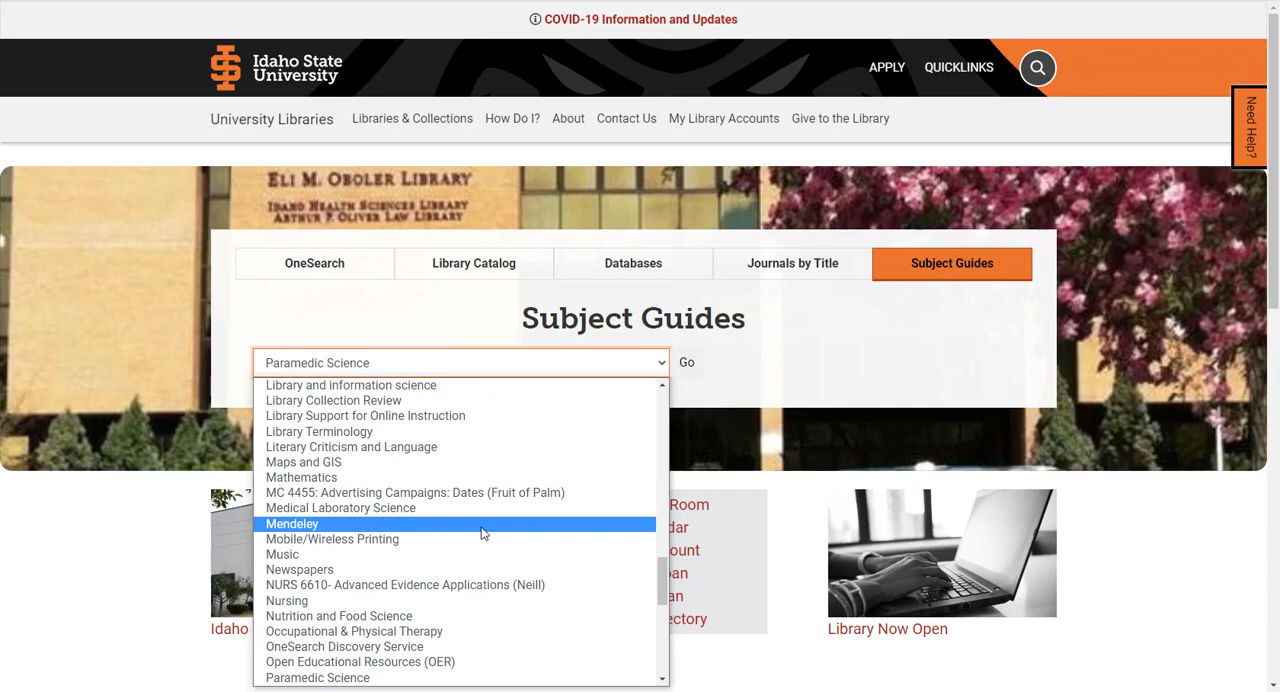 COVID-19 Information and Updates
Idaho State
University
APPLY
QUICKLINKS
Need Help?
University Libraries
Libraries & Collections
How Do I?
About
Contact Us
My Library Accounts
Give to the Library
ELI M. OBOLER LIBRARY
IDAHO HEALTH SCIENCES LIBRARY
ARTHUR P. OLIVER LAW LIBRARY
OneSearch
Library Catalog
Databases
Journals by Title
Subject Guides
Subject Guides
Paramedic Science
Go
Library and information science
Library Collection Review
Library Support for Online Instruction
Library Terminology
Literary Criticism and Language
Maps and GIS
Mathematics
MC 4455: Advertising Campaigns: Dates (Fruit of Palm)
Medical Laboratory Science
Mendeley
Mobile/Wireless Printing
Music
Newspapers
NURS 6610- Advanced Evidence Applications (Neill)
Nursing
Nutrition and Food Science
Occupational & Physical Therapy
OneSearch Discovery Service
Open Educational Resources (OER)
Paramedic Science
Room
Idaho
Library Now Open